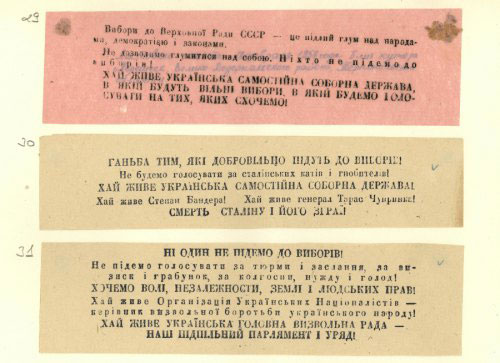 29
Вибори до Верховної Ради СССР — це підлий глум над народа-
ми, демократією і законами.
Не дозволимо глумитися над собою. Ніхто не підемо до
виборів!
ХАЙ ЖИВЕ УКРАЇНСЬКА САМОСТІЙНА СОБОРНА ДЕРЖАВА,
В ЯКІЙ БУДУТЬ ВІЛЬНІ ВИБОРИ, В ЯКІЙ БУДЕМО ГОЛО-
СУВАТИ НА ТИХ, ЯКИХ СХОЧЕМО!
30
ГАНЬБА ТИМ, ЯКІ ДОБРОВІЛЬНО ПІДУТЬ ДО ВИБОРІВ!
Не будемо голосувати за сталінських катів і гнобителів!
ХАЙ ЖИВЕ УКРАЇНСЬКА САМОСТІЙНА СОБОРНА ДЕРЖАВА!
Хай живе Степан Бандера! Хай живе генерал Тарас Чупринка!
СМЕРТЬ СТАЛІНУ І ЙОГО ЗГРАЇ!
31
НІ ОДИН НЕ ПІДЕМО ДО ВИБОРІВ!
Не підемо голосувати за тюрми і заслання, за ви-
зиск і грабунок, за колгоспи, нужду і голод!
ХОЧЕМО ВОЛІ, НЕЗАЛЕЖНОСТИ, ЗЕМЛІ І ЛЮДСЬКИХ ПРАВ!
Хай живе Організація Українських Націоналістів —
керівник визвольної боротьби українського народу!
ХАЙ ЖИВЕ УКРАЇНСЬКА ГОЛОВНА ВИЗВОЛЬНА РАДА —
НАШ ПІДПІЛЬНИЙ ПАРЛЯМЕНТ І УРЯД!